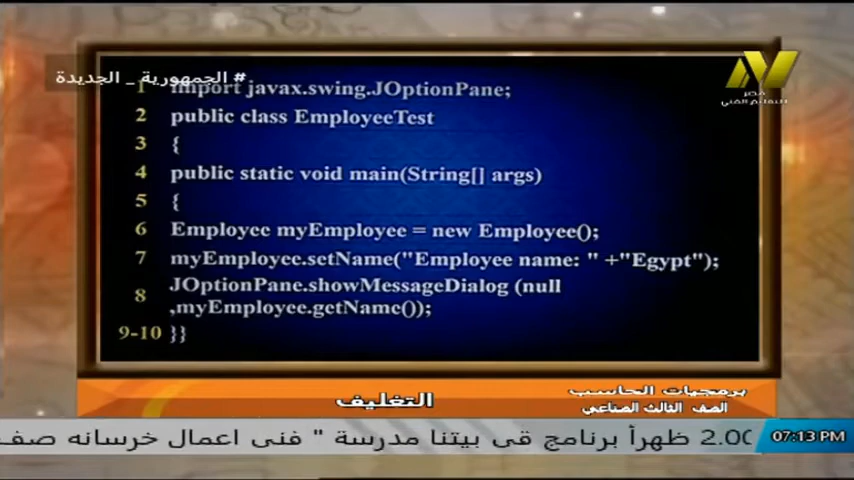 # الجمهورية _ الجديدة
مصر
للتعليم الفني
1 import javax.swing.JOptionPane;
2 public class EmployeeTest
3 {
4 public static void main(String[] args)
5 {
6 Employee myEmployee = new Employee();
7 myEmployee.setName("Employee name: " +"Egypt");
8 JOptionPane.showMessageDialog (null
,myEmployee.getName());
9-10 }}
برمجيات الحاسب
التغليف
الصف الثالث الصناعي
2.00 ظهرأ برنامج فى بيتنا مدرسة " فنى اعمال خرسانه صف
07:13 PM